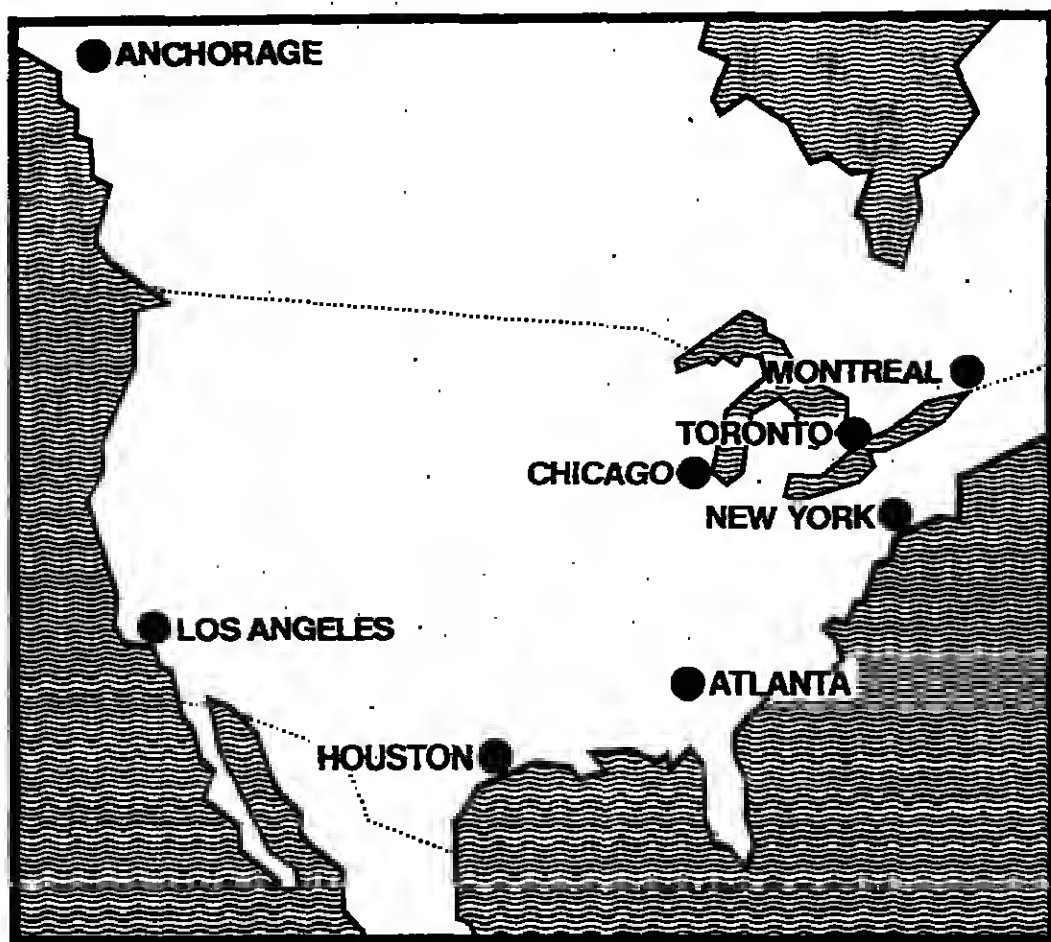 ANCHORAGE
MONTREAL
TORONTO
CHICAGO
NEW YORK
LOS ANGELES
ATLANTA
HOUSTON